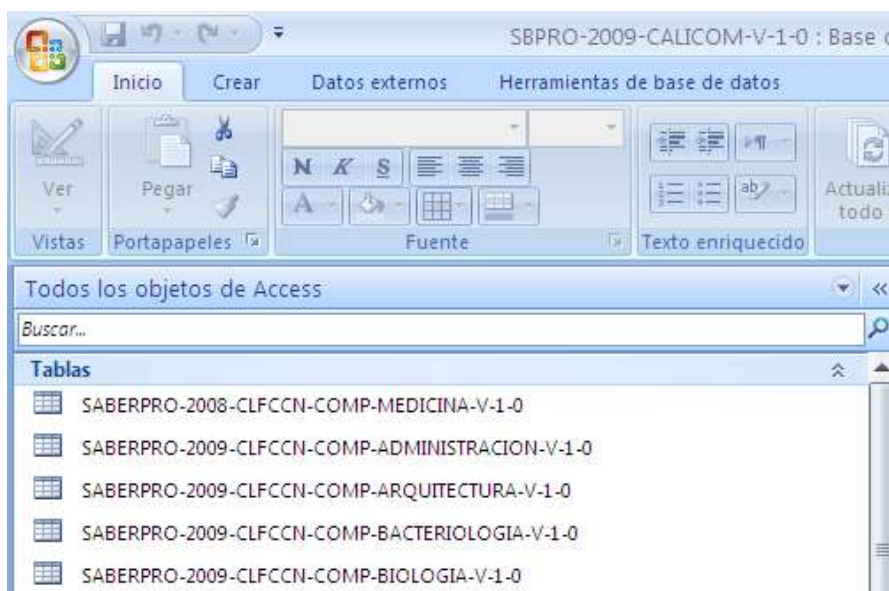 SBPRO-2009-CALICOM-V-1-0 : Base
Inicio Crear Datos externos Herramientas de base de datos
Ver Pegar N K S A ab Actuali
todo
Vistas Portapapeles Fuente Texto enriquecido
Todos los objetos de Access
Buscar...
Tablas
SABERPRO-2008-CLFCCN-COMP-MEDICINA-V-1-0
SABERPRO-2009-CLFCCN-COMP-ADMINISTRACION-V-1-0
SABERPRO-2009-CLFCCN-COMP-ARQUITECTURA-V-1-0
SABERPRO-2009-CLFCCN-COMP-BACTERIOLOGIA-V-1-0
SABERPRO-2009-CLFCCN-COMP-BIOLOGIA-V-1-0